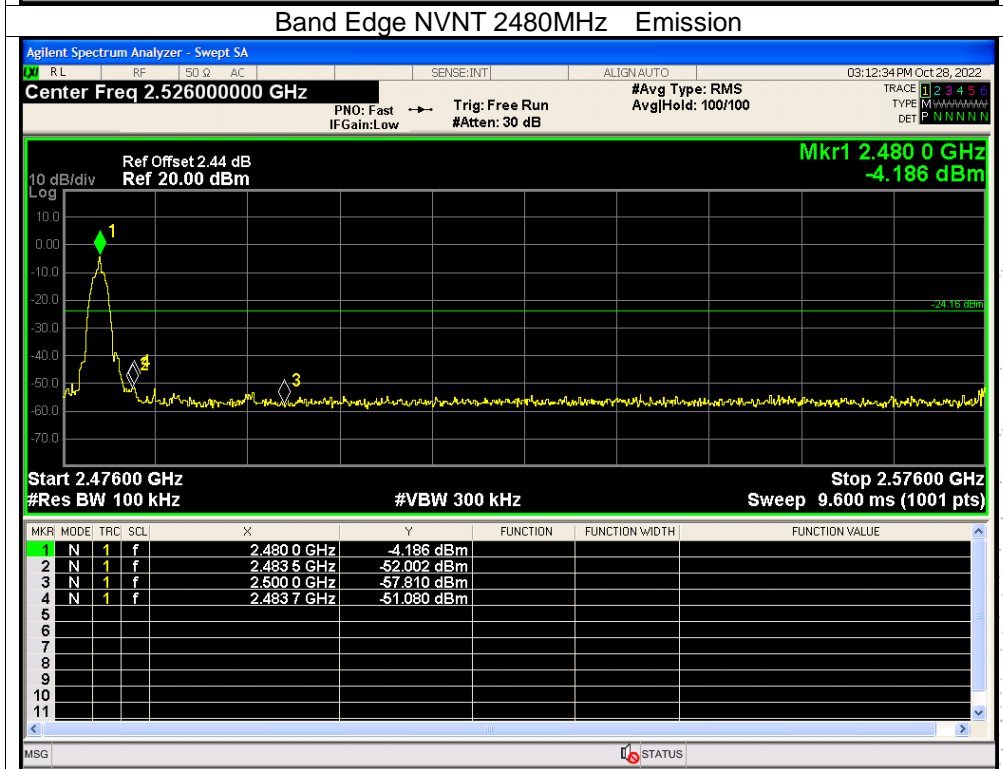 Band Edge NVNT 2480MHz Emission
Agilent Spectrum Analyzer - Swept SA
LXI RL RF 50 Ω AC SENSE:INT ALIGN AUTO 03:12:34 PM Oct 28, 2022
Center Freq 2.526000000 GHz
PNO: Fast
IFGain:Low
Trig: Free Run
#Atten: 30 dB
#Avg Type: RMS
Avg|Hold: 100/100
TRACE 1 2 3 4 5 6
TYPE M
DET P N N N N N
Ref Offset 2.44 dB
Ref 20.00 dBm
10 dB/div
Log
Mkr1 2.480 0 GHz
-4.186 dBm
10.0
0.00
-10.0
-20.0
-30.0
-40.0
-50.0
-60.0
-70.0
1
3
-24.16 dBm
Start 2.47600 GHz
Stop 2.57600 GHz
#Res BW 100 kHz
#VBW 300 kHz
Sweep 9.600 ms (1001 pts)
MKR MODE TRC SCL X Y FUNCTION FUNCTION WIDTH FUNCTION VALUE
1 N 1 f 2.480 0 GHz -4.186 dBm
2 N 1 f 2.483 5 GHz -52.002 dBm
3 N 1 f 2.500 0 GHz -57.810 dBm
4 N 1 f 2.483 7 GHz -51.080 dBm
5
6
7
8
9
10
11
MSG STATUS